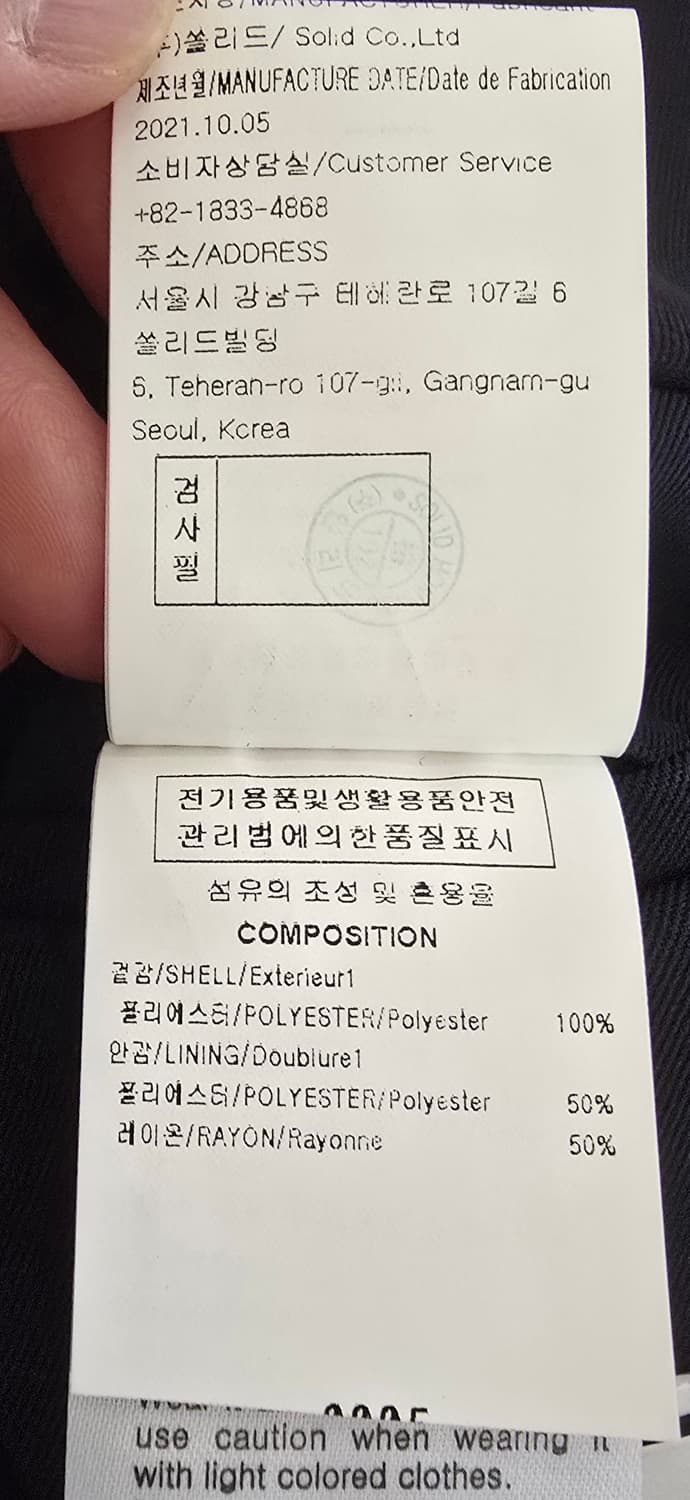 쏠리드/ Solid Co.,Ltd
제조년월/MANUFACTURE DATE/Date de Fabrication
2021.10.05
소비자상담실/Customer Service
+82-1833-4868
주소/ADDRESS
서울시 강남구 테헤란로 107길 6
쏠리드빌딩
6, Teheran-ro 107-gil, Gangnam-gu
Seoul, Korea
검사필
SOLID
전기용품및생활용품안전
관리법에의한품질표시
섬유의 조성 및 혼용율
COMPOSITION
겉감/SHELL/Exterieur1
폴리에스터/POLYESTER/Polyester 100%
안감/LINING/Doublure1
폴리에스터/POLYESTER/Polyester 50%
레이온/RAYON/Rayonne 50%
use caution when wearing it
with light colored clothes.